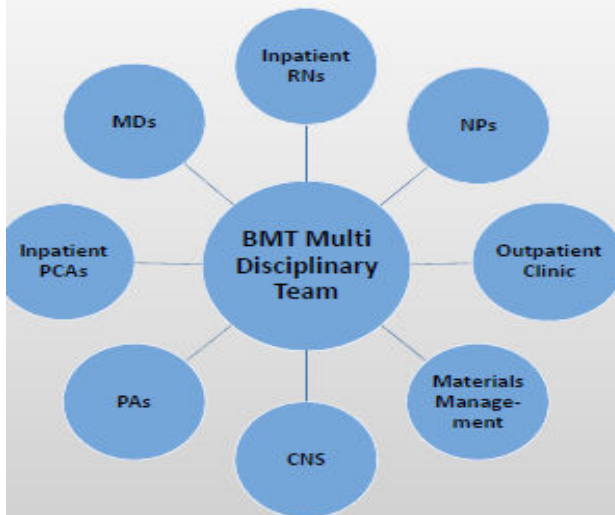 Inpatient
RNs
MDs
NPs
BMT Multi
Disciplinary
Team
Inpatient
PCAs
Outpatient
Clinic
PAs
Materials
Manage-
ment
CNS